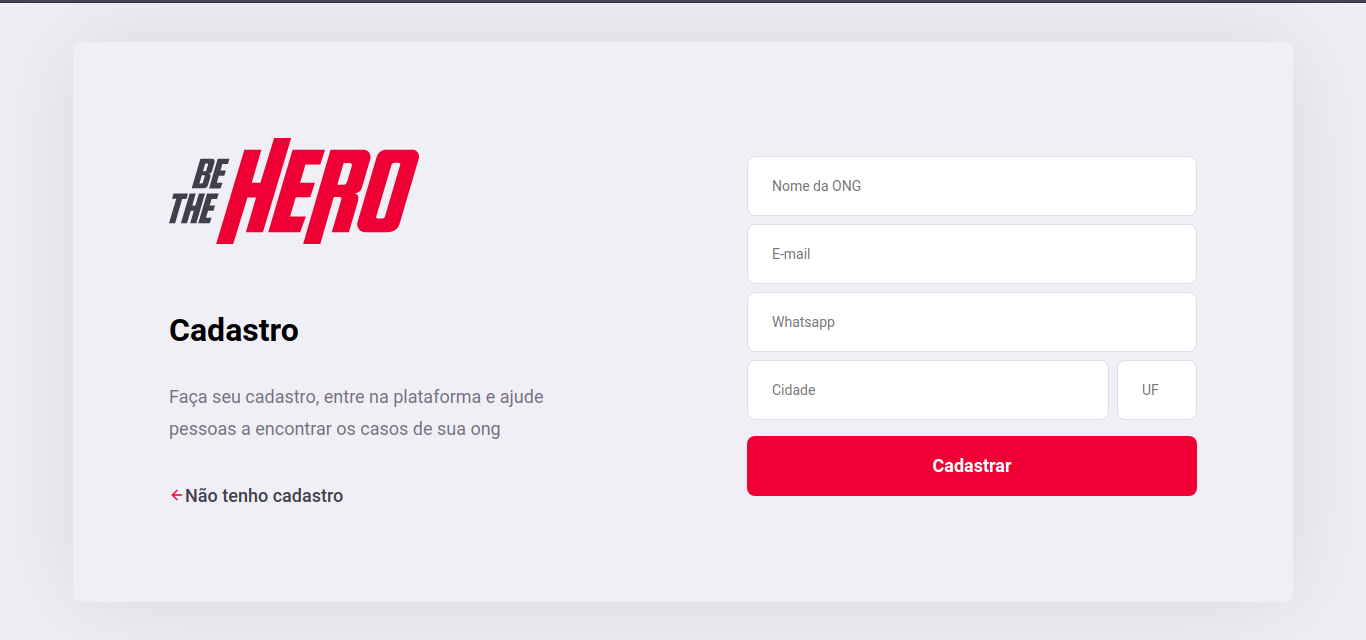 BE
THE
HERO
Cadastro
Faça seu cadastro, entre na plataforma e ajude
pessoas a encontrar os casos de sua ong
Não tenho cadastro
Nome da ONG
E-mail
Whatsapp
Cidade
UF
Cadastrar